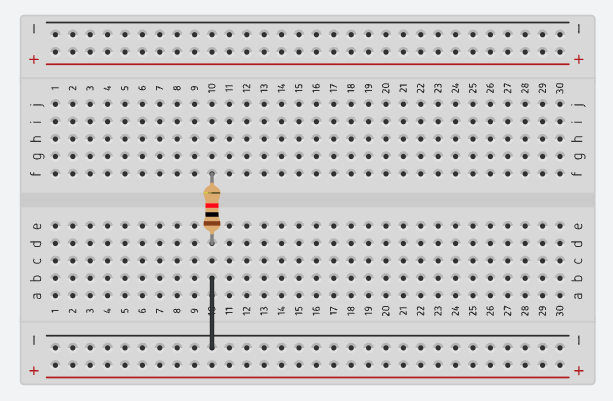 − −
+ +
1 2 3 4 5 6 7 8 9 10 11 12 13 14 15 16 17 18 19 20 21 22 23 24 25 26 27 28 29 30
j j
i i
h h
g g
f f
e e
d d
c c
b b
a a
1 2 3 4 5 6 7 8 9 10 11 12 13 14 15 16 17 18 19 20 21 22 23 24 25 26 27 28 29 30
− −
+ +